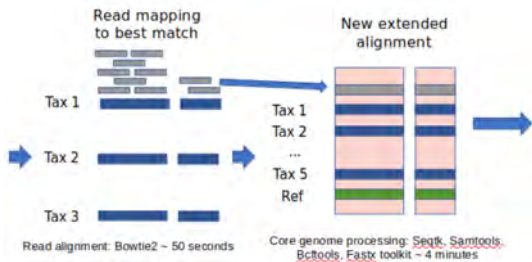 Read mapping
to best match
Tax 1
Tax 2
Tax 3
Read alignment: Bowtie2 ~ 50 seconds
New extended
alignment
Tax 1
Tax 2
...
Tax 5
Ref
Core genome processing: Seqtk, Samtools,
Bcftools, Fastx toolkit ~ 4 minutes